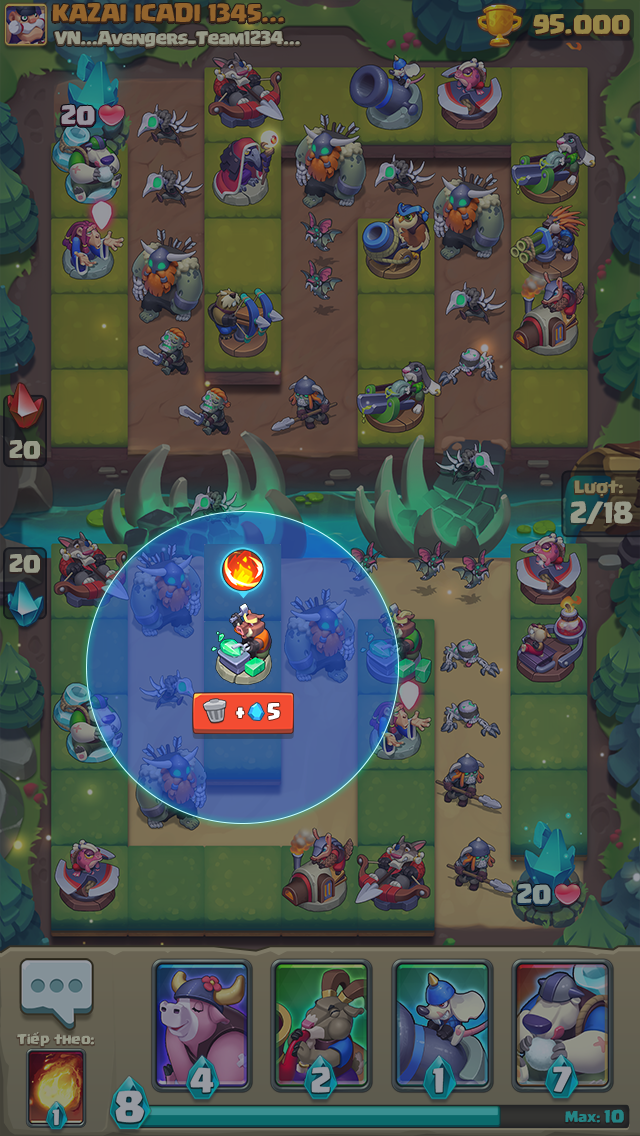 KAZAI ICADI 1345...
95.000
VN...Avengers_Team1234...
20
20
Lượt:
2/18
20
+ 5
20
Tiếp theo:
1
4
2
1
7
8
Max: 10